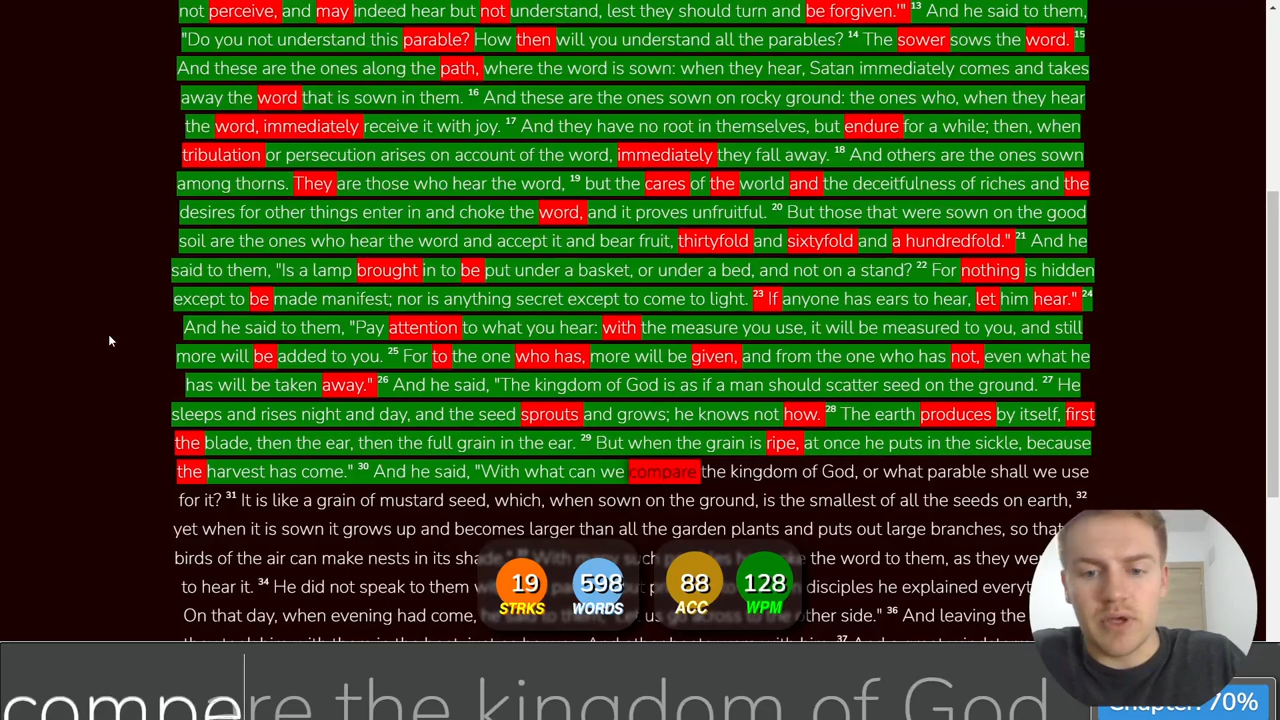 not perceive, and may indeed hear but not understand, lest they should turn and be forgiven.'" 13 And he said to them,
"Do you not understand this parable? How then will you understand all the parables? 14 The sower sows the word. 15
And these are the ones along the path, where the word is sown: when they hear, Satan immediately comes and takes
away the word that is sown in them. 16 And these are the ones sown on rocky ground: the ones who, when they hear
the word, immediately receive it with joy. 17 And they have no root in themselves, but endure for a while; then, when
tribulation or persecution arises on account of the word, immediately they fall away. 18 And others are the ones sown
among thorns. They are those who hear the word, 19 but the cares of the world and the deceitfulness of riches and the
desires for other things enter in and choke the word, and it proves unfruitful. 20 But those that were sown on the good
soil are the ones who hear the word and accept it and bear fruit, thirtyfold and sixtyfold and a hundredfold." 21 And he
said to them, "Is a lamp brought in to be put under a basket, or under a bed, and not on a stand? 22 For nothing is hidden
except to be made manifest; nor is anything secret except to come to light. 23 If anyone has ears to hear, let him hear." 24
And he said to them, "Pay attention to what you hear: with the measure you use, it will be measured to you, and still
more will be added to you. 25 For to the one who has, more will be given, and from the one who has not, even what he
has will be taken away." 26 And he said, "The kingdom of God is as if a man should scatter seed on the ground. 27 He
sleeps and rises night and day, and the seed sprouts and grows; he knows not how. 28 The earth produces by itself, first
the blade, then the ear, then the full grain in the ear. 29 But when the grain is ripe, at once he puts in the sickle, because
the harvest has come." 30 And he said, "With what can we compare the kingdom of God, or what parable shall we use
for it? 31 It is like a grain of mustard seed, which, when sown on the ground, is the smallest of all the seeds on earth, 32
yet when it is sown it grows up and becomes larger than all the garden plants and puts out large branches, so that
birds of the air can make nests in its shade." With the word to them, as they
to hear it. 34 He did not speak to them disciples he explained
On that day, when evening had come, other side." 36 And leaving the
19 598 88 128
STRKS WORDS ACC WPM
compere the kingdom of God
Chapter: 70%